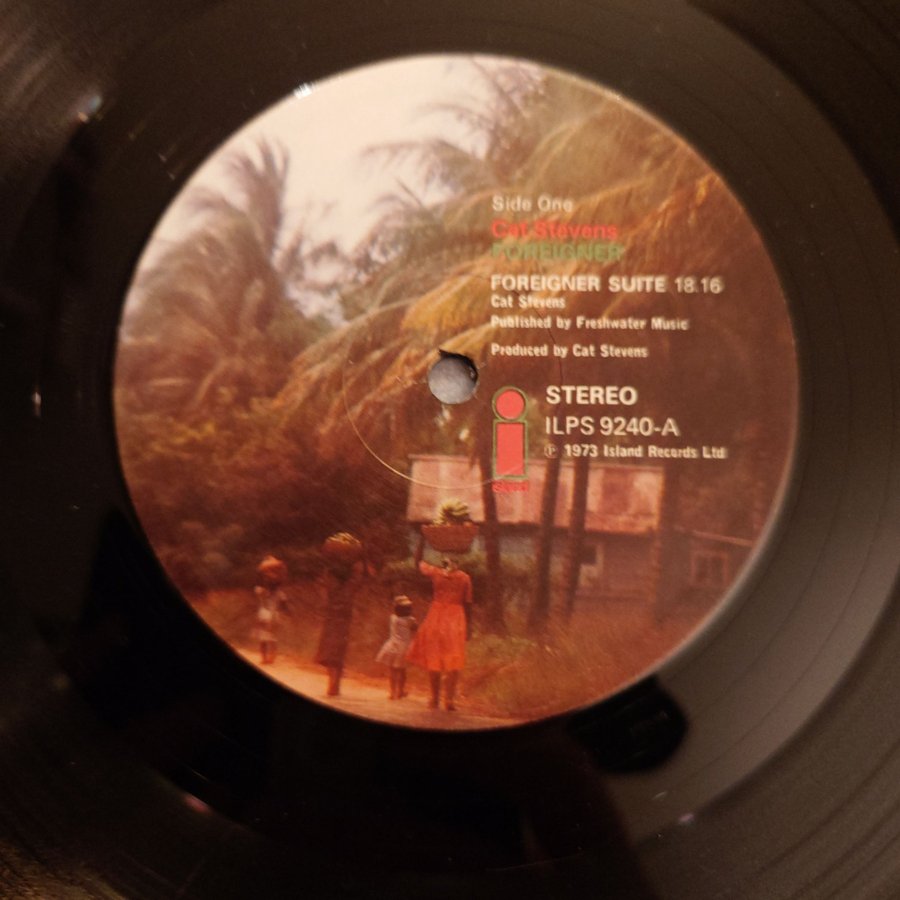 Side One
Cat Stevens
FOREIGNER
FOREIGNER SUITE 18.16
Cat Stevens
Published by Freshwater Music
Produced by Cat Stevens
STEREO
ILPS 9240-A
℗ 1973 Island Records Ltd
island